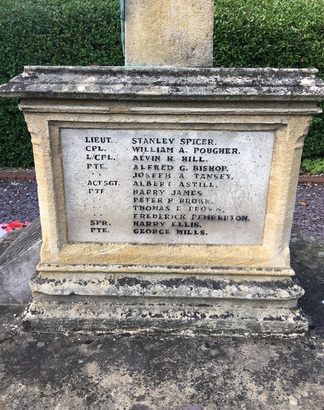 LIEUT. STANLEY SPICER.
CPL. WILLIAM A. POUGHER.
L/CPL. ALVIN H. HILL.
PTE. ALFRED G. BISHOP.
" JOSEPH A. TANSEY.
ACT SGT. ALBERT ASTILL.
PTE HARRY JAMES
PETER F BROWN.
THOMAS E BROWN.
FREDERICK PEMBERTON.
SPR. HARRY ELLIS.
PTE. GEORGE MILLS.